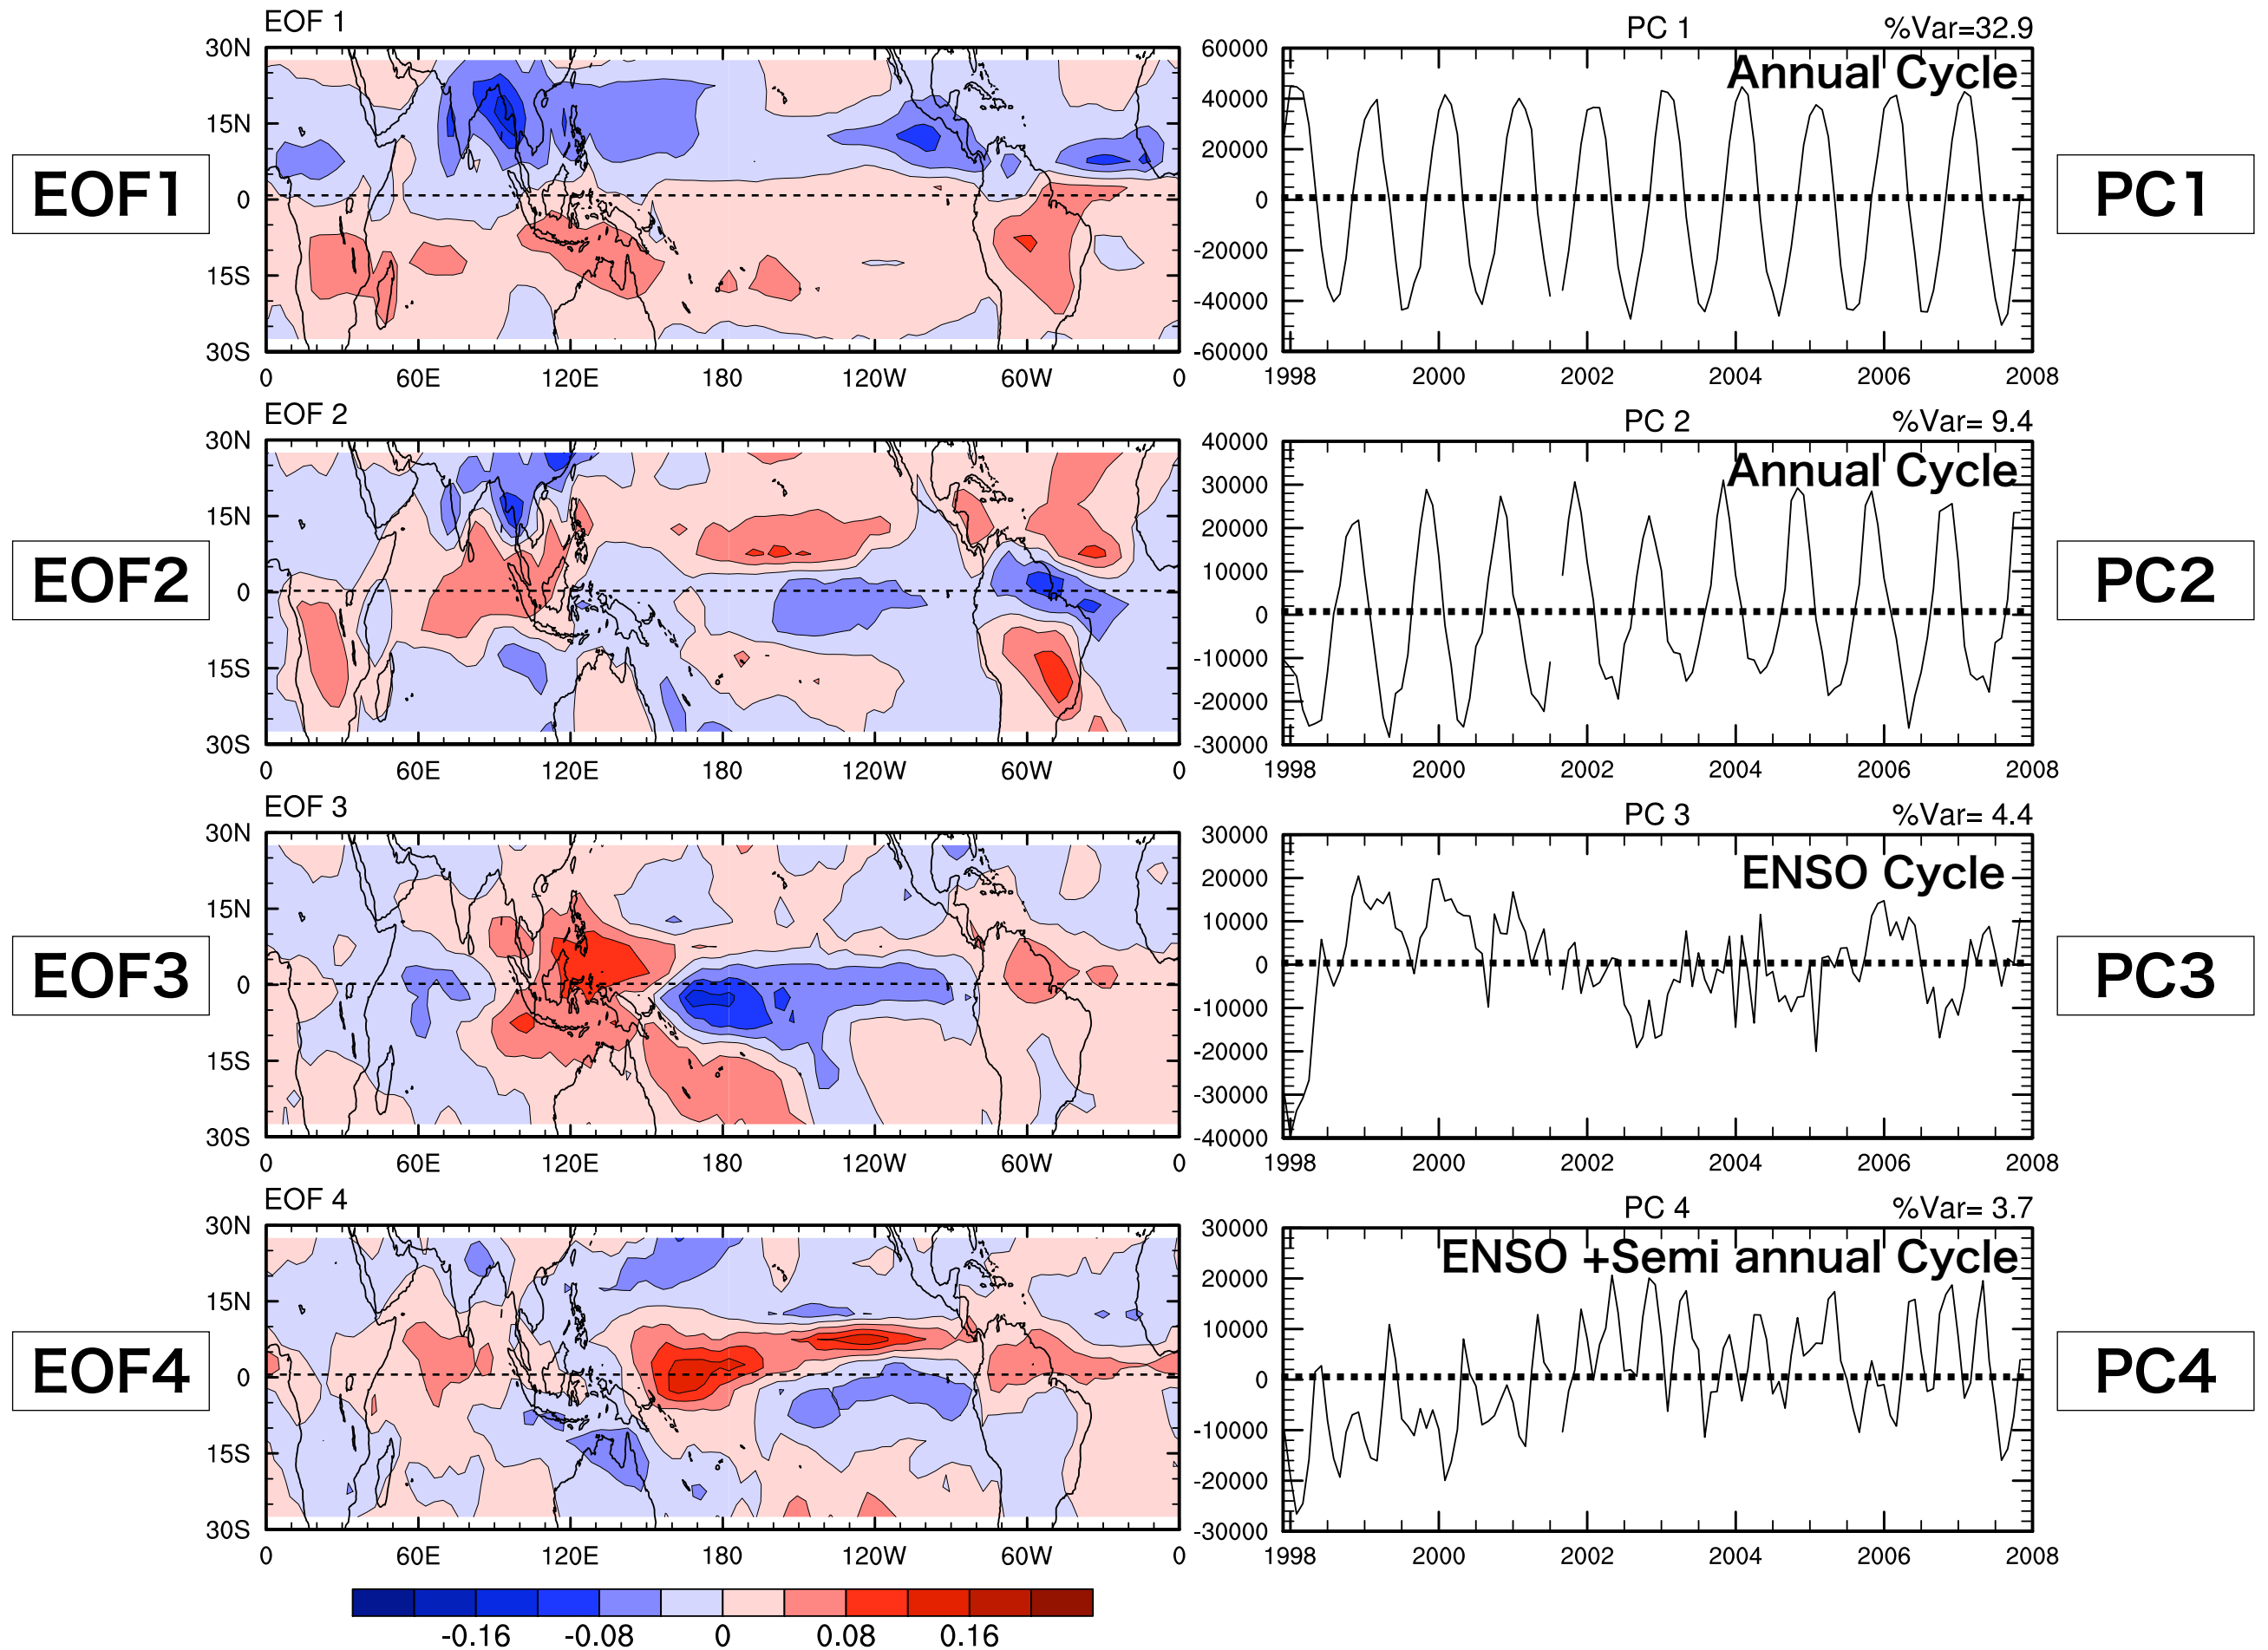 EOF 1
PC 1 %Var=32.9
EOF1
30N
15N
0
15S
30S
0 60E 120E 180 120W 60W 0
60000
40000
20000
0
-20000
-40000
-60000
1998 2000 2002 2004 2006 2008
Annual Cycle
PC1
EOF 2
PC 2 %Var= 9.4
EOF2
30N
15N
0
15S
30S
0 60E 120E 180 120W 60W 0
40000
30000
20000
10000
0
-10000
-20000
-30000
1998 2000 2002 2004 2006 2008
Annual Cycle
PC2
EOF 3
PC 3 %Var= 4.4
EOF3
30N
15N
0
15S
30S
0 60E 120E 180 120W 60W 0
30000
20000
10000
0
-10000
-20000
-30000
-40000
1998 2000 2002 2004 2006 2008
ENSO Cycle
PC3
EOF 4
PC 4 %Var= 3.7
EOF4
30N
15N
0
15S
30S
0 60E 120E 180 120W 60W 0
30000
20000
10000
0
-10000
-20000
-30000
1998 2000 2002 2004 2006 2008
ENSO +Semi annual Cycle
PC4
-0.16 -0.08 0 0.08 0.16